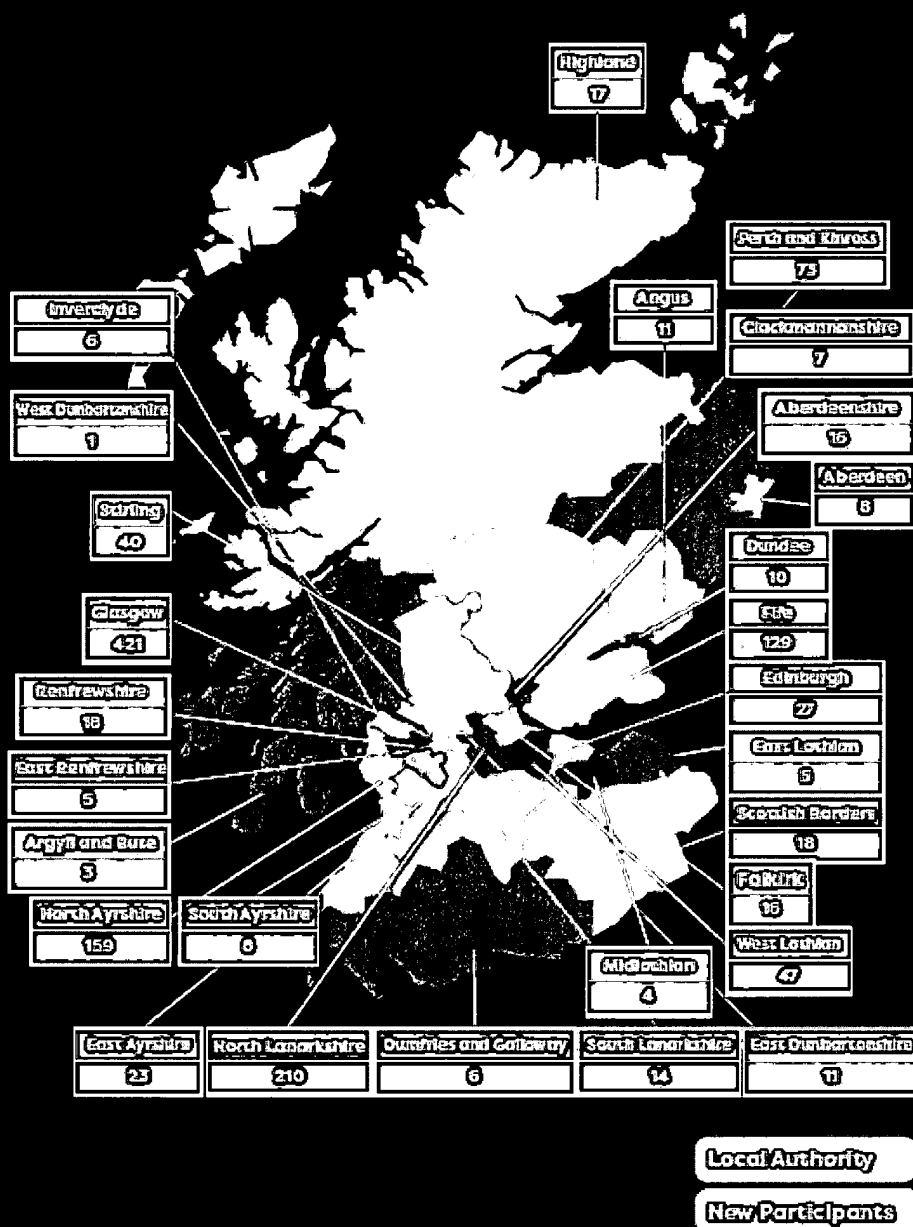 Highland
17
Perth and Kinross
73
Inverclyde
6
Angus
11
Clackmannanshire
7
West Dunbartonshire
1
Aberdeenshire
16
Aberdeen
Stirling
40
Dundee
10
Glasgow
421
Fife
129
Renfrewshire
18
Edinburgh
27
East Renfrewshire
5
East Lothian
5
Argyll and Bute
3
Scottish Borders
18
Falkirk
North Ayrshire
159
South Ayrshire
West Lothian
47
Midlothian
4
East Ayrshire
23
North Lanarkshire
210
Dumfries and Galloway
6
South Lanarkshire
14
East Dunbartonshire
11
Local Authority
New Participants